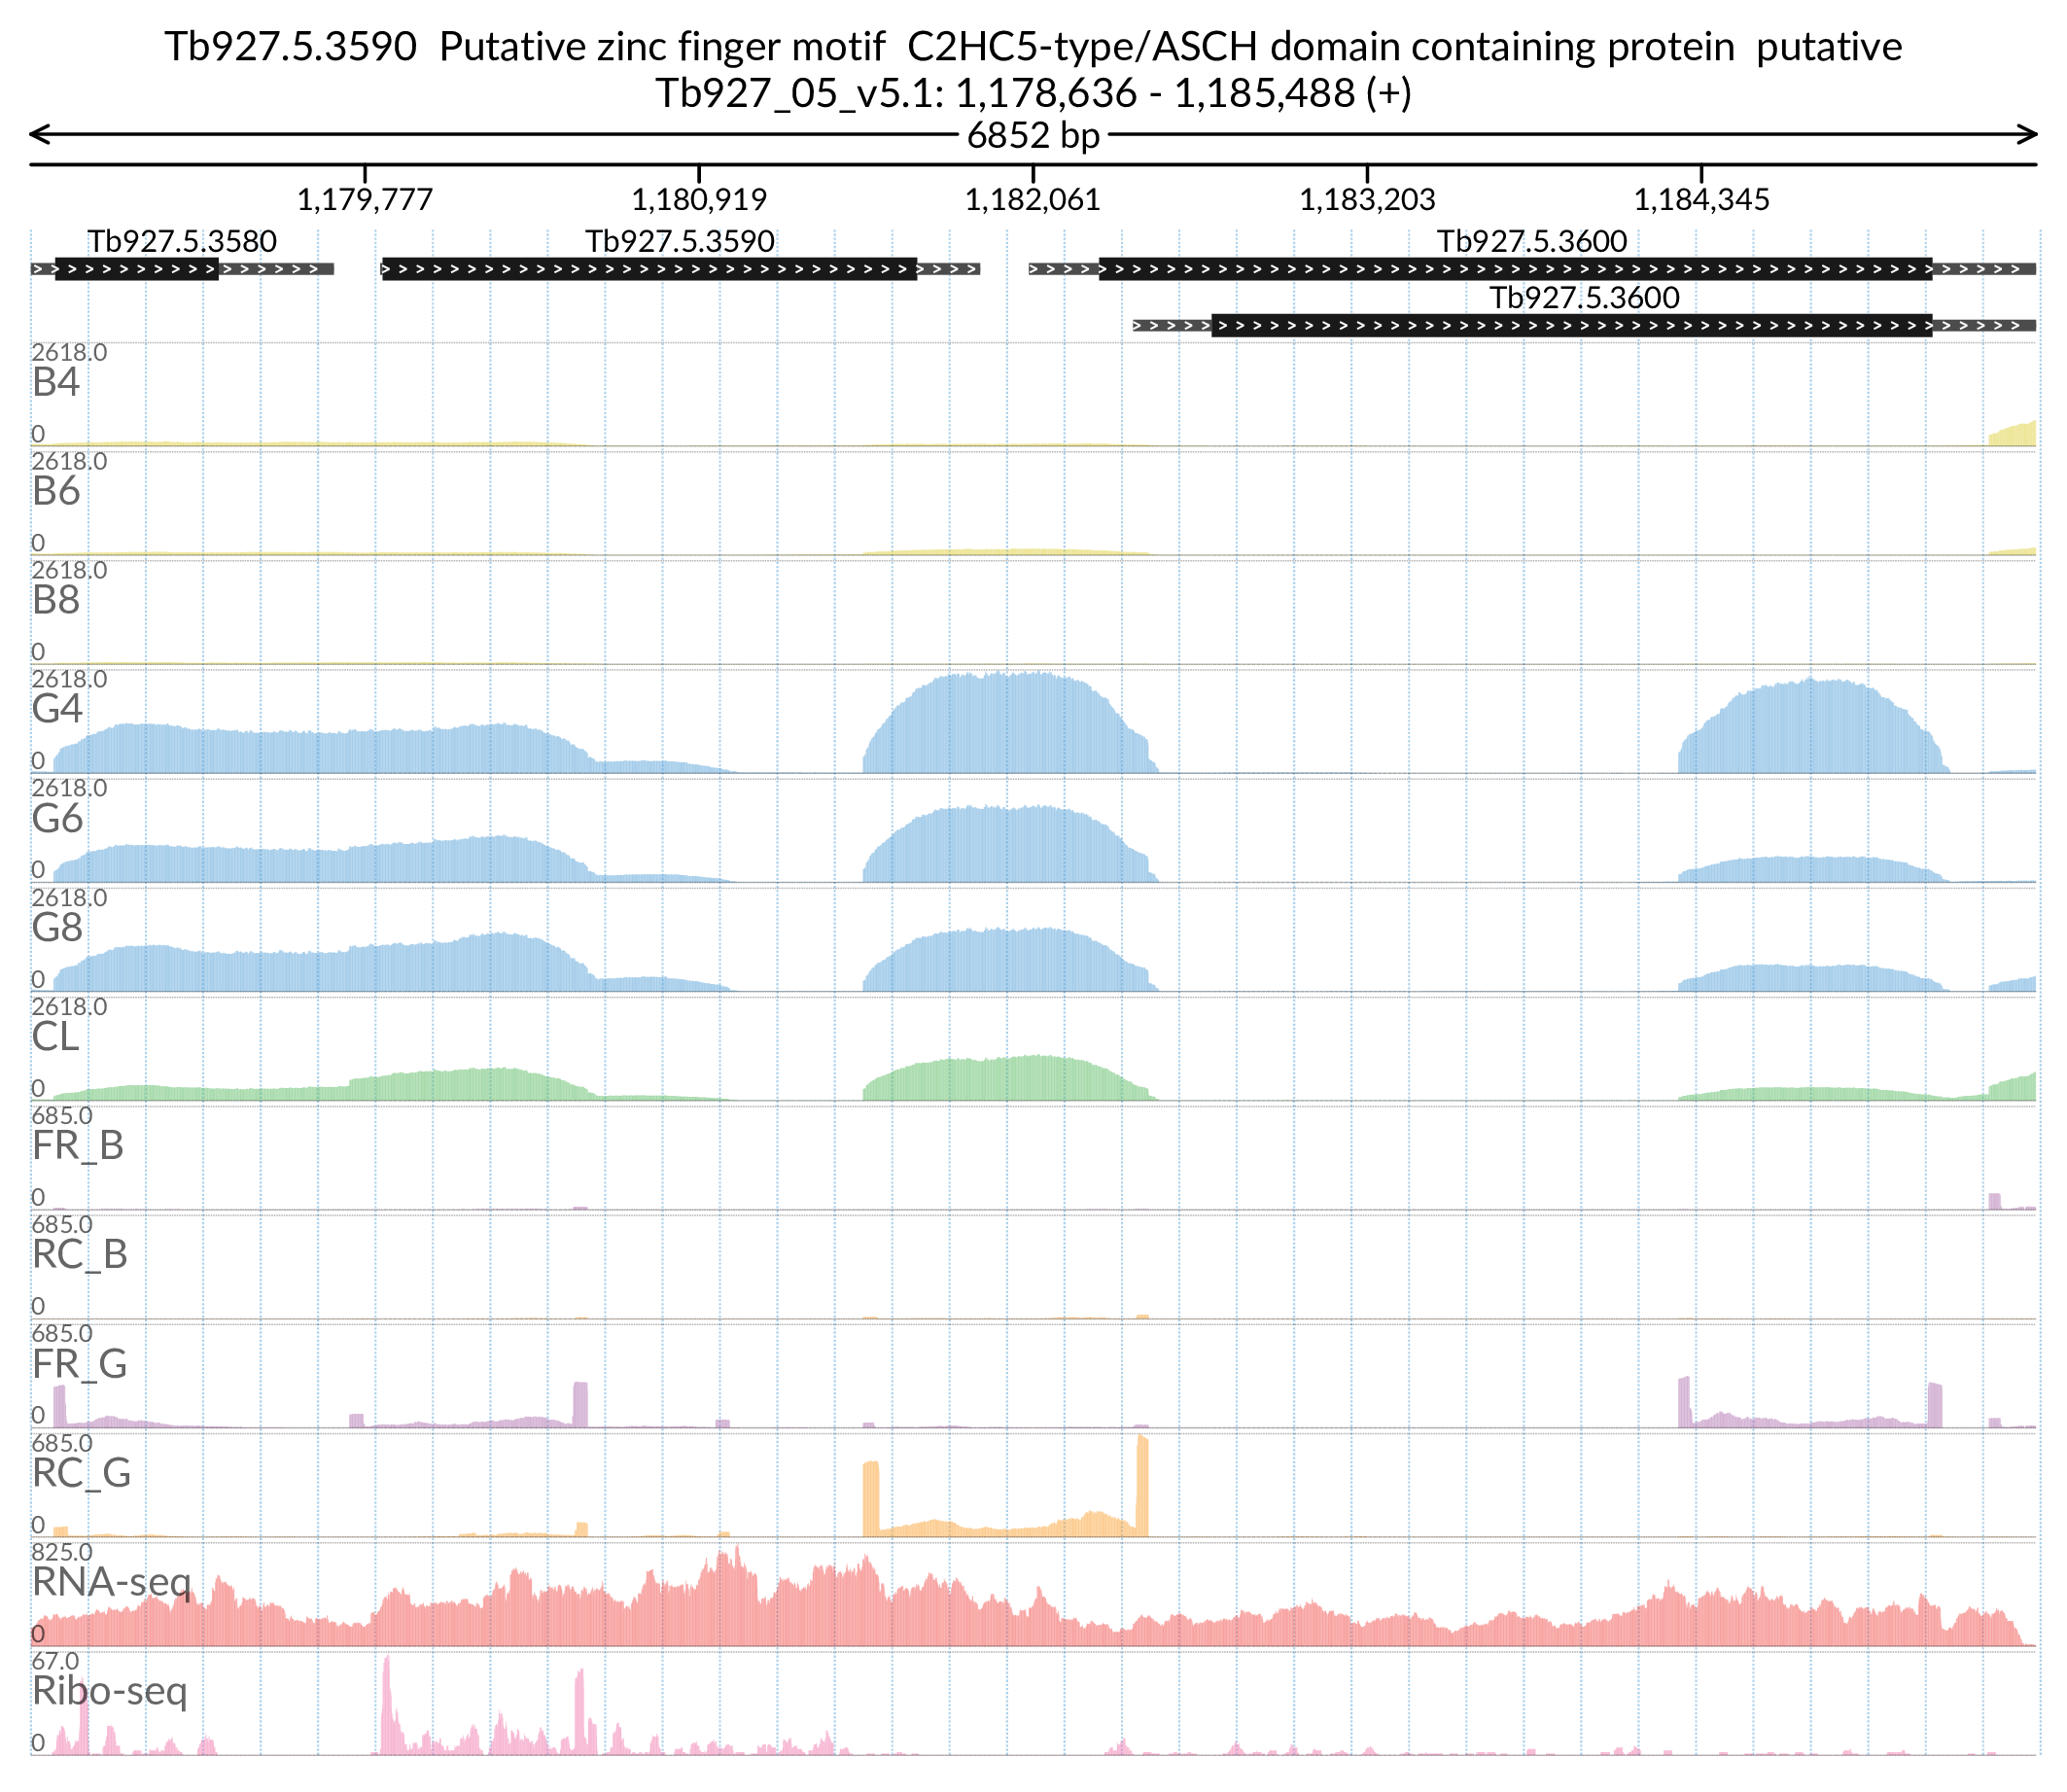 Tb927.5.3590 Putative zinc finger motif C2HC5-type/ASCH domain containing protein putative
Tb927_05_v5.1: 1,178,636 - 1,185,488 (+)
6852 bp
1,179,777 1,180,919 1,182,061 1,183,203 1,184,345
Tb927.5.3580 Tb927.5.3590 Tb927.5.3600
Tb927.5.3600
2618.0
B4
0
2618.0
B6
0
2618.0
B8
0
2618.0
G4
0
2618.0
G6
0
2618.0
G8
0
2618.0
CL
0
685.0
FR_B
0
685.0
RC_B
0
685.0
FR_G
0
685.0
RC_G
0
825.0
RNA-seq
0
67.0
Ribo-seq
0